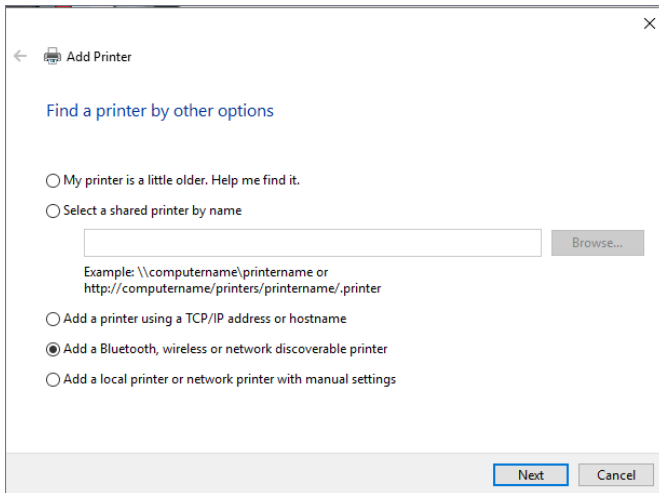 Add Printer
Find a printer by other options
My printer is a little older. Help me find it.
Select a shared printer by name
Browse...
Example: \\computername\printername or
http://computername/printers/printername/.printer
Add a printer using a TCP/IP address or hostname
Add a Bluetooth, wireless or network discoverable printer
Add a local printer or network printer with manual settings
Next Cancel